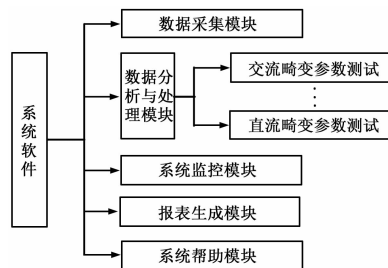 数据采集模块
系统软件
数据分
析与处
理模块
交流畸变参数测试
⋮
直流畸变参数测试
系统监控模块
报表生成模块
系统帮助模块